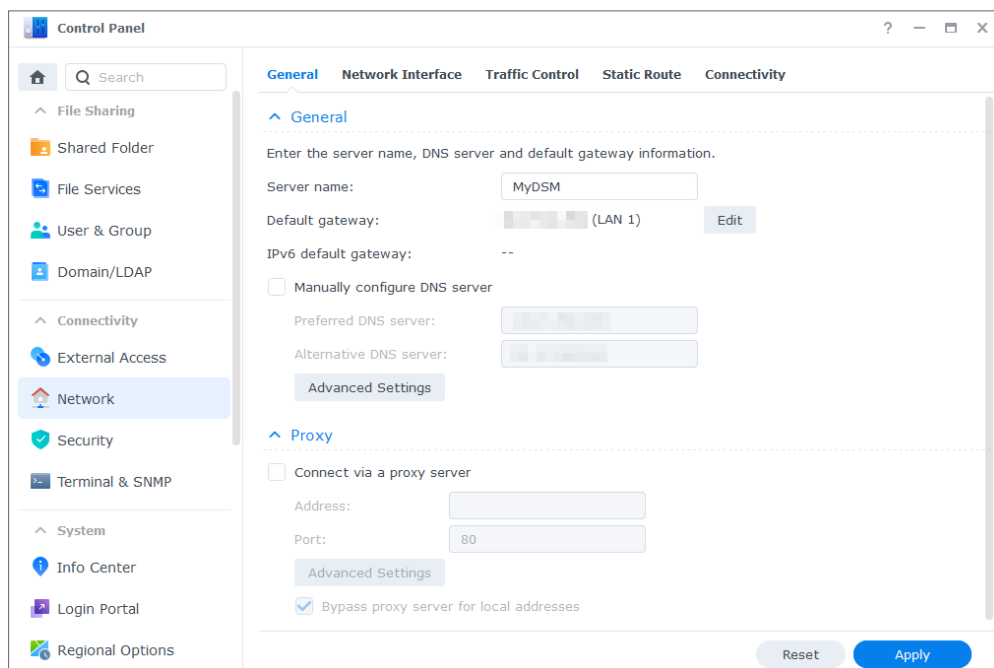 Control Panel
?
Search
General Network Interface Traffic Control Static Route Connectivity
File Sharing
Shared Folder
File Services
User & Group
Domain/LDAP
Connectivity
External Access
Network
Security
Terminal & SNMP
System
Info Center
Login Portal
Regional Options
General
Enter the server name, DNS server and default gateway information.
Server name: MyDSM
Default gateway: (LAN 1) Edit
IPv6 default gateway: --
Manually configure DNS server
Preferred DNS server:
Alternative DNS server:
Advanced Settings
Proxy
Connect via a proxy server
Address:
Port: 80
Advanced Settings
Bypass proxy server for local addresses
Reset Apply